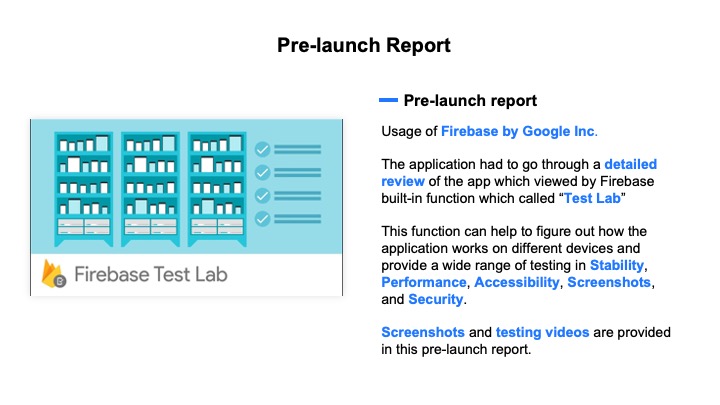 Pre-launch Report
Firebase Test Lab
Pre-launch report
Usage of Firebase by Google Inc.
The application had to go through a detailed
review of the app which viewed by Firebase
built-in function which called “Test Lab”
This function can help to figure out how the
application works on different devices and
provide a wide range of testing in Stability,
Performance, Accessibility, Screenshots,
and Security.
Screenshots and testing videos are provided
in this pre-launch report.